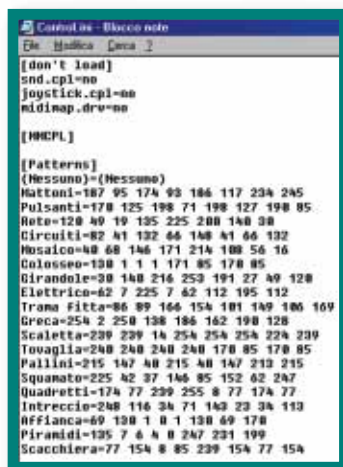 Control.ini - Blocco note
File Modifica Cerca ?
[don't load]
snd.cpl=no
joystick.cpl=no
midimap.drv=no
[MMCPL]
[Patterns]
(Nessuno)=(Nessuno)
Mattoni=187 95 174 93 186 117 234 245
Pulsanti=170 125 198 71 198 127 190 85
Rete=120 49 19 135 225 200 140 30
Circuiti=82 41 132 66 148 41 66 132
Mosaico=40 68 146 171 214 108 56 16
Colosseo=130 1 1 1 171 85 170 85
Girandole=30 140 216 253 191 27 49 120
Elettrico=62 7 225 7 62 112 195 112
Trama fitta=86 89 166 154 101 149 106 169
Greca=254 2 250 138 186 162 190 128
Scaletta=239 239 14 254 254 254 224 239
Tovaglia=240 240 240 240 170 85 170 85
Pallini=215 147 40 215 40 147 213 215
Squamato=225 42 37 146 85 152 62 247
Quadretti=174 77 239 255 8 77 174 77
Intreccio=248 116 34 71 143 23 34 113
Affianca=69 130 1 0 1 130 69 170
Piramidi=135 7 6 4 0 247 231 199
Scacchiera=77 154 8 85 239 154 77 154